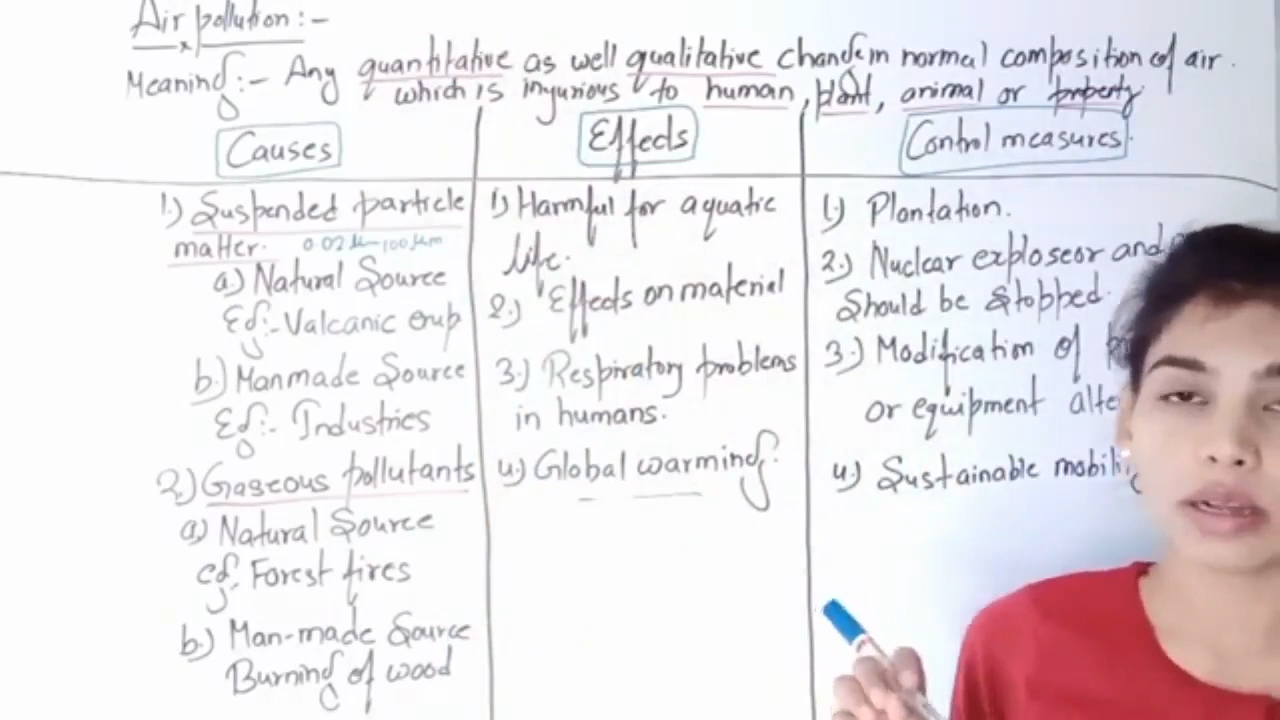 Air pollution :-
Meaning :- Any quantitative as well qualitative change in normal composition of air.
which is injurious to human, plant, animal or property
Causes
1.) Suspended particle
matter. 0.02 μ - 100 μm
a.) Natural Source
Eg:- Valcanic erup
b.) Manmade Source
Eg:- Industries
2.) Gaseous pollutants
a) Natural Source
eg. Forest fires
b.) Man-made Source
Burning of wood
Effects
1) Harmful for aquatic
life.
2.) Effects on material
3.) Respiratory problems
in humans.
4.) Global warming.
Control measures.
1.) Plantation.
2.) Nuclear exploseor and
Should be Stopped.
3.) Modification of
or equipment
4.) Sustainable